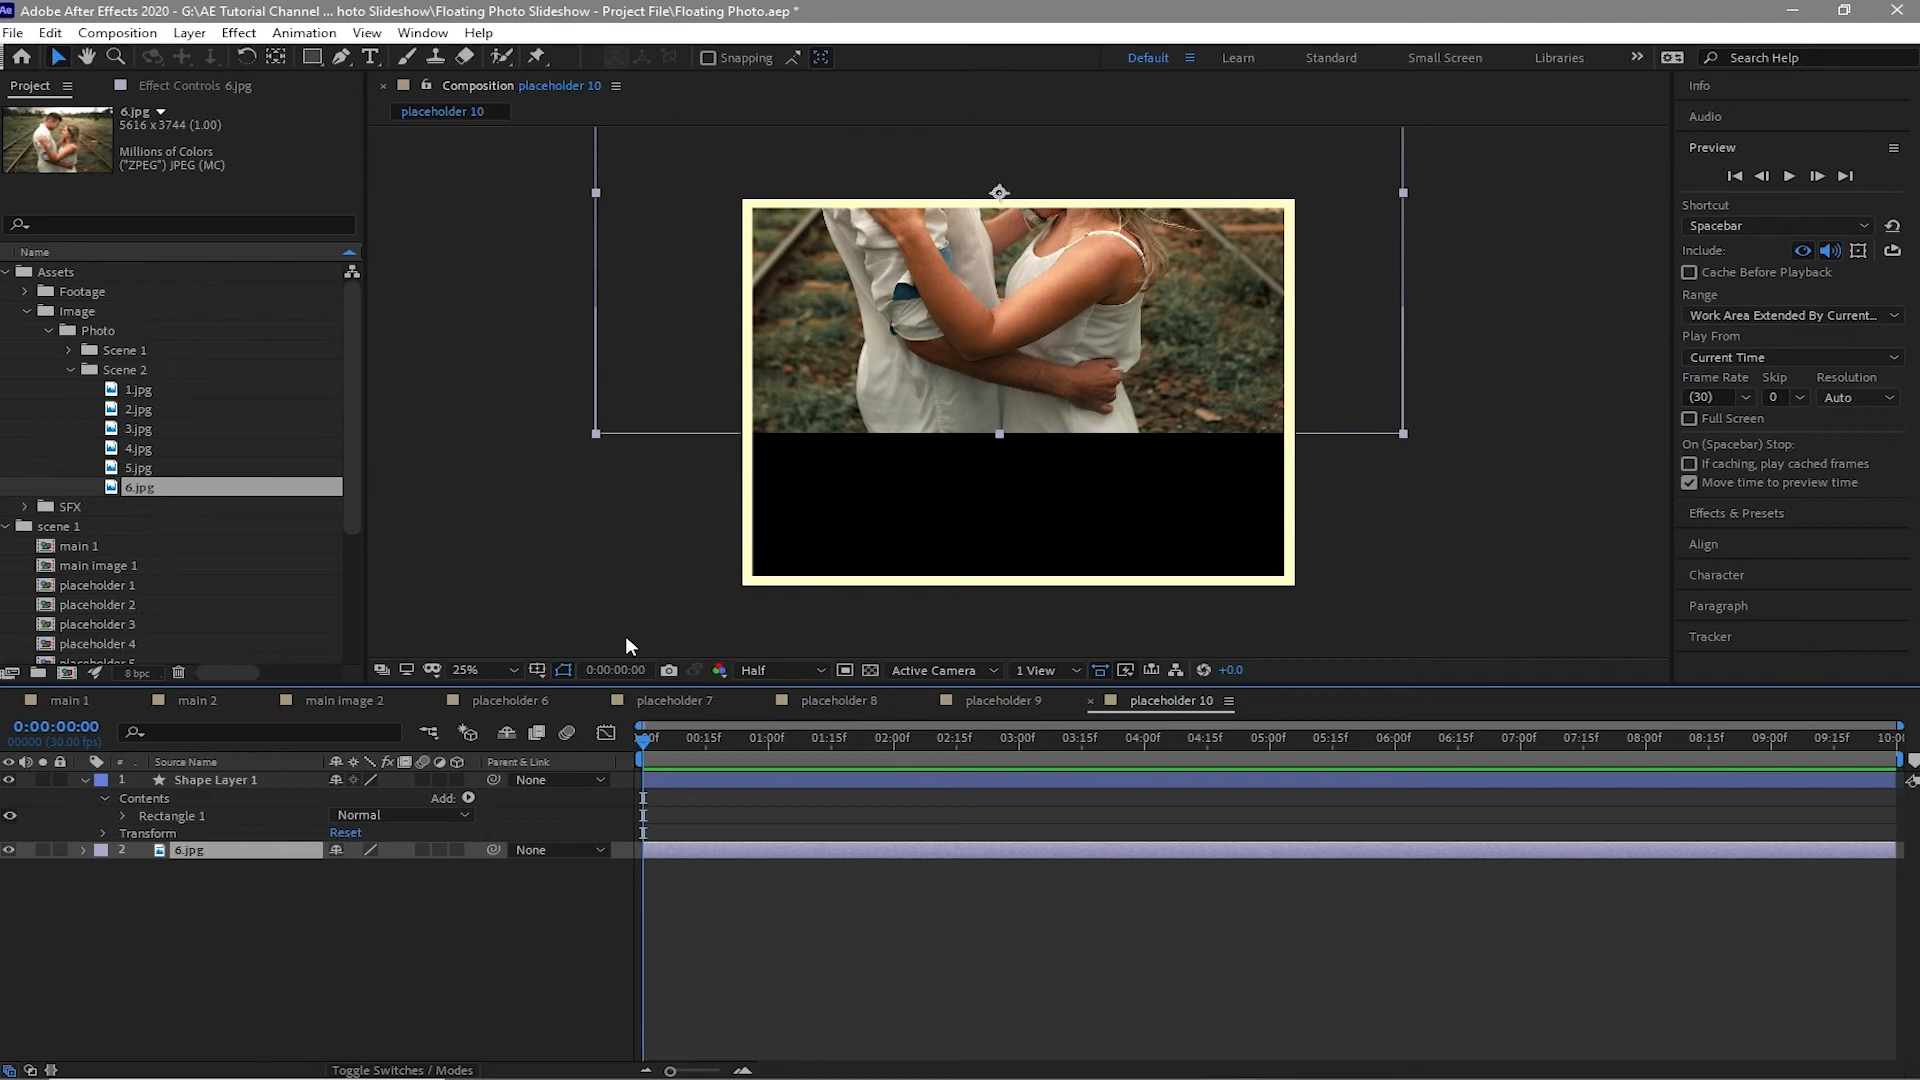 Ae Adobe After Effects 2020 - G:\AE Tutorial Channel ... hoto Slideshow\Floating Photo Slideshow - Project File\Floating Photo.aep *
File Edit Composition Layer Effect Animation View Window Help
Snapping Default Learn Standard Small Screen Libraries Search Help
Project Effect Controls 6.jpg
6.jpg
5616 x 3744 (1.00)
Millions of Colors
("ZPEG") JPEG (MC)
Name
Assets
Footage
Image
Photo
Scene 1
Scene 2
1.jpg
2.jpg
3.jpg
4.jpg
5.jpg
6.jpg
SFX
scene 1
main 1
main image 1
placeholder 1
placeholder 2
placeholder 3
placeholder 4
8 bpc
Composition placeholder 10
placeholder 10
25% 0:00:00:00 Half Active Camera 1 View +0.0
Info
Audio
Preview
Shortcut
Spacebar
Include:
Cache Before Playback
Range
Work Area Extended By Current...
Play From
Current Time
Frame Rate Skip Resolution
(30) 0 Auto
Full Screen
On (Spacebar) Stop:
If caching, play cached frames
Move time to preview time
Effects & Presets
Align
Character
Paragraph
Tracker
main 1 main 2 main image 2 placeholder 6 placeholder 7 placeholder 8 placeholder 9 placeholder 10
0:00:00:00
00000 (30.00 fps)
00:15f 01:00f 01:15f 02:00f 02:15f 03:00f 03:15f 04:00f 04:15f 05:00f 05:15f 06:00f 06:15f 07:00f 07:15f 08:00f 08:15f 09:00f 09:15f
# Source Name fx Parent & Link
1 Shape Layer 1 None
Contents Add:
Rectangle 1 Normal
Transform Reset
2 6.jpg None
Toggle Switches / Modes